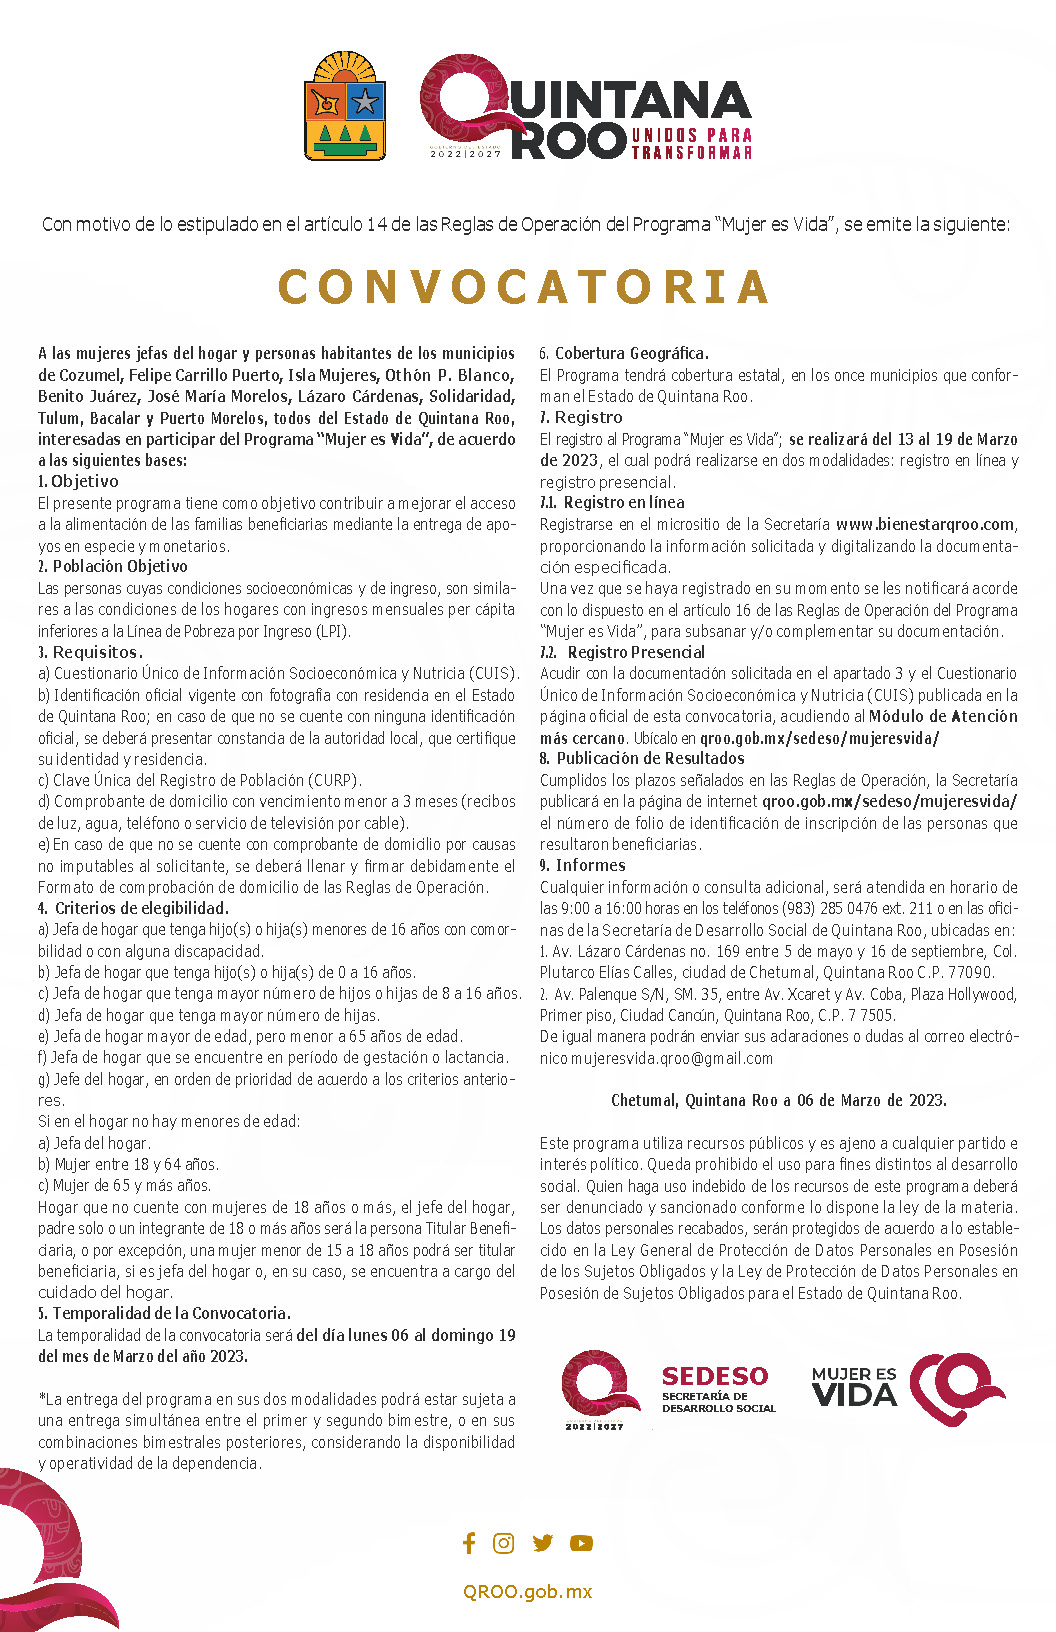 QUINTANA
ROO UNIDOS PARA
TRANSFORMAR
GOBIERNO DEL ESTADO
2022|2027
Con motivo de lo estipulado en el artículo 14 de las Reglas de Operación del Programa “Mujer es Vida”, se emite la siguiente:
CONVOCATORIA
A las mujeres jefas del hogar y personas habitantes de los municipios
de Cozumel, Felipe Carrillo Puerto, Isla Mujeres, Othón P. Blanco,
Benito Juárez, José María Morelos, Lázaro Cárdenas, Solidaridad,
Tulum, Bacalar y Puerto Morelos, todos del Estado de Quintana Roo,
interesadas en participar del Programa “Mujer es Vida”, de acuerdo
a las siguientes bases:
1. Objetivo
El presente programa tiene como objetivo contribuir a mejorar el acceso
a la alimentación de las familias beneficiarias mediante la entrega de apo-
yos en especie y monetarios.
2. Población Objetivo
Las personas cuyas condiciones socioeconómicas y de ingreso, son simila-
res a las condiciones de los hogares con ingresos mensuales per cápita
inferiores a la Línea de Pobreza por Ingreso (LPI).
3. Requisitos.
a) Cuestionario Único de Información Socioeconómica y Nutricia (CUIS).
b) Identificación oficial vigente con fotografía con residencia en el Estado
de Quintana Roo; en caso de que no se cuente con ninguna identificación
oficial, se deberá presentar constancia de la autoridad local, que certifique
su identidad y residencia.
c) Clave Única del Registro de Población (CURP).
d) Comprobante de domicilio con vencimiento menor a 3 meses (recibos
de luz, agua, teléfono o servicio de televisión por cable).
e) En caso de que no se cuente con comprobante de domicilio por causas
no imputables al solicitante, se deberá llenar y firmar debidamente el
Formato de comprobación de domicilio de las Reglas de Operación.
4. Criterios de elegibilidad.
a) Jefa de hogar que tenga hijo(s) o hija(s) menores de 16 años con comor-
bilidad o con alguna discapacidad.
b) Jefa de hogar que tenga hijo(s) o hija(s) de 0 a 16 años.
c) Jefa de hogar que tenga mayor número de hijos o hijas de 8 a 16 años.
d) Jefa de hogar que tenga mayor número de hijas.
e) Jefa de hogar mayor de edad, pero menor a 65 años de edad.
f) Jefa de hogar que se encuentre en período de gestación o lactancia.
g) Jefe del hogar, en orden de prioridad de acuerdo a los criterios anterio-
res.
Si en el hogar no hay menores de edad:
a) Jefa del hogar.
b) Mujer entre 18 y 64 años.
c) Mujer de 65 y más años.
Hogar que no cuente con mujeres de 18 años o más, el jefe del hogar,
padre solo o un integrante de 18 o más años será la persona Titular Benefi-
ciaria, o por excepción, una mujer menor de 15 a 18 años podrá ser titular
beneficiaria, si es jefa del hogar o, en su caso, se encuentra a cargo del
cuidado del hogar.
5. Temporalidad de la Convocatoria.
La temporalidad de la convocatoria será del día lunes 06 al domingo 19
del mes de Marzo del año 2023.
*La entrega del programa en sus dos modalidades podrá estar sujeta a
una entrega simultánea entre el primer y segundo bimestre, o en sus
combinaciones bimestrales posteriores, considerando la disponibilidad
y operatividad de la dependencia.
6. Cobertura Geográfica.
El Programa tendrá cobertura estatal, en los once municipios que confor-
man el Estado de Quintana Roo.
7. Registro
El registro al Programa “Mujer es Vida”; se realizará del 13 al 19 de Marzo
de 2023, el cual podrá realizarse en dos modalidades: registro en línea y
registro presencial.
7.1. Registro en línea
Registrarse en el micrositio de la Secretaría www.bienestarqroo.com,
proporcionando la información solicitada y digitalizando la documenta-
ción especificada.
Una vez que se haya registrado en su momento se les notificará acorde
con lo dispuesto en el artículo 16 de las Reglas de Operación del Programa
“Mujer es Vida”, para subsanar y/o complementar su documentación.
7.2. Registro Presencial
Acudir con la documentación solicitada en el apartado 3 y el Cuestionario
Único de Información Socioeconómica y Nutricia (CUIS) publicada en la
página oficial de esta convocatoria, acudiendo al Módulo de Atención
más cercano. Ubícalo en qroo.gob.mx/sedeso/mujeresvida/
8. Publicación de Resultados
Cumplidos los plazos señalados en las Reglas de Operación, la Secretaría
publicará en la página de internet qroo.gob.mx/sedeso/mujeresvida/
el número de folio de identificación de inscripción de las personas que
resultaron beneficiarias.
9. Informes
Cualquier información o consulta adicional, será atendida en horario de
las 9:00 a 16:00 horas en los teléfonos (983) 285 0476 ext. 211 o en las ofici-
nas de la Secretaría de Desarrollo Social de Quintana Roo, ubicadas en:
1. Av. Lázaro Cárdenas no. 169 entre 5 de mayo y 16 de septiembre, Col.
Plutarco Elías Calles, ciudad de Chetumal, Quintana Roo C.P. 77090.
2. Av. Palenque S/N, SM. 35, entre Av. Xcaret y Av. Coba, Plaza Hollywood,
Primer piso, Ciudad Cancún, Quintana Roo, C.P. 7 7505.
De igual manera podrán enviar sus aclaraciones o dudas al correo electró-
nico mujeresvida.qroo@gmail.com
Chetumal, Quintana Roo a 06 de Marzo de 2023.
Este programa utiliza recursos públicos y es ajeno a cualquier partido e
interés político. Queda prohibido el uso para fines distintos al desarrollo
social. Quien haga uso indebido de los recursos de este programa deberá
ser denunciado y sancionado conforme lo dispone la ley de la materia.
Los datos personales recabados, serán protegidos de acuerdo a lo estable-
cido en la Ley General de Protección de Datos Personales en Posesión
de los Sujetos Obligados y la Ley de Protección de Datos Personales en
Posesión de Sujetos Obligados para el Estado de Quintana Roo.
2022|2027
SEDESO
SECRETARÍA DE
DESARROLLO SOCIAL
MUJER ES
VIDA
QROO.gob.mx